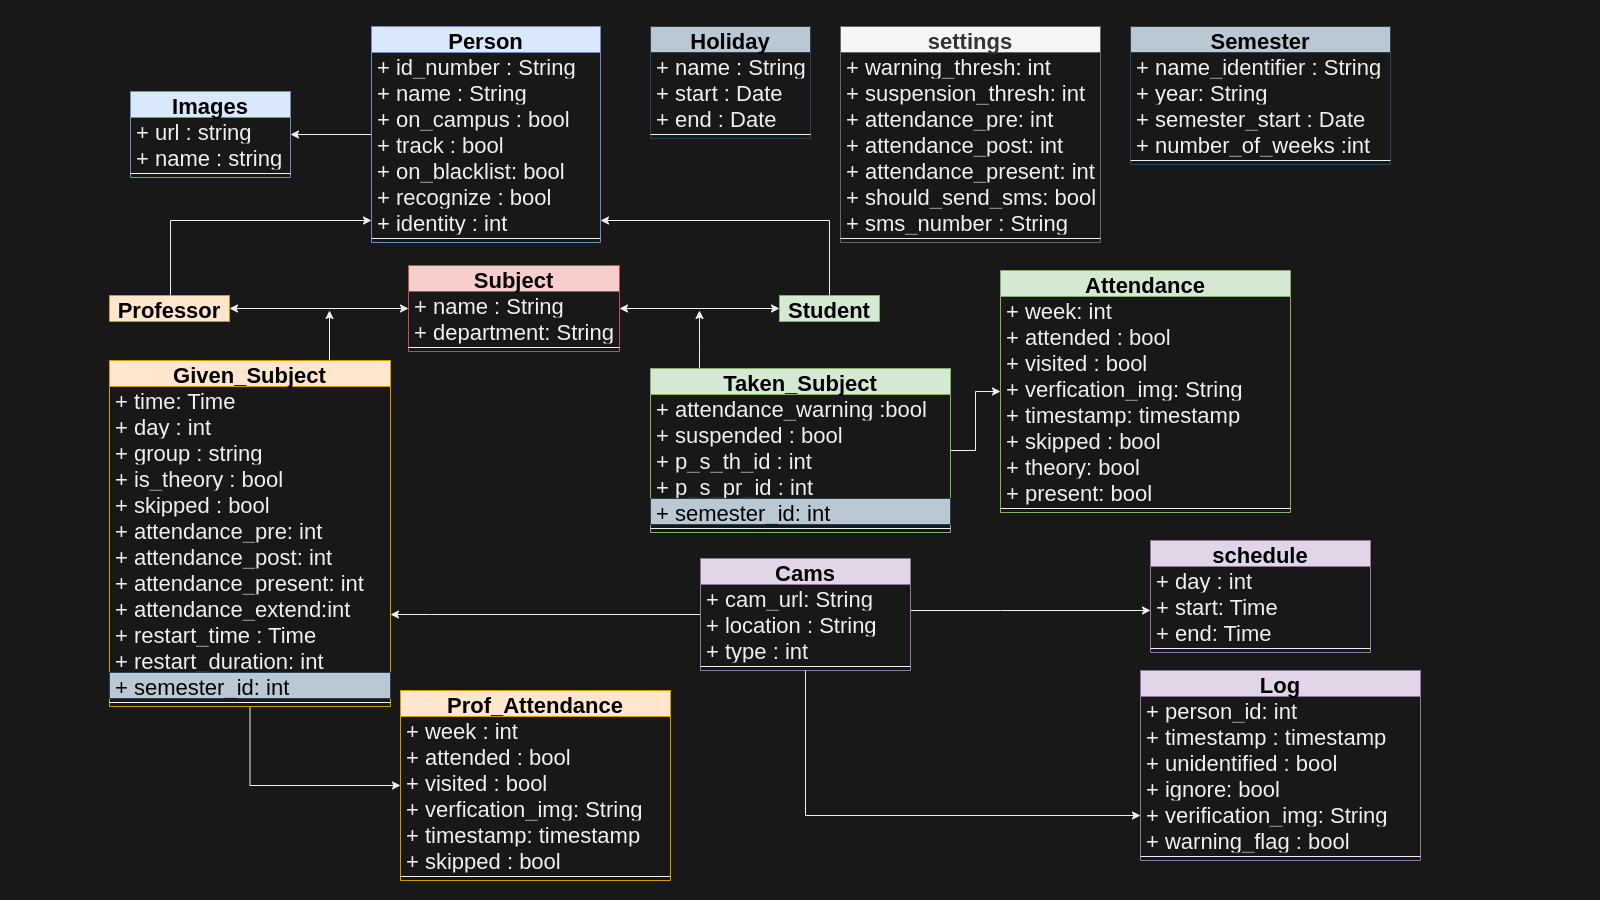 Person
+ id_number : String
+ name : String
+ on_campus : bool
+ track : bool
+ on_blacklist: bool
+ recognize : bool
+ identity : int
Holiday
+ name : String
+ start : Date
+ end : Date
settings
+ warning_thresh: int
+ suspension_thresh: int
+ attendance_pre: int
+ attendance_post: int
+ attendance_present: int
+ should_send_sms: bool
+ sms_number : String
Semester
+ name_identifier : String
+ year: String
+ semester_start : Date
+ number_of_weeks :int
Images
+ url : string
+ name : string
Professor
Subject
+ name : String
+ department: String
Student
Attendance
+ week: int
+ attended : bool
+ visited : bool
+ verfication_img: String
+ timestamp: timestamp
+ skipped : bool
+ theory: bool
+ present: bool
Given_Subject
+ time: Time
+ day : int
+ group : string
+ is_theory : bool
+ skipped : bool
+ attendance_pre: int
+ attendance_post: int
+ attendance_present: int
+ attendance_extend:int
+ restart_time : Time
+ restart_duration: int
+ semester_id: int
Taken_Subject
+ attendance_warning :bool
+ suspended : bool
+ p_s_th_id : int
+ p_s_pr_id : int
+ semester_id: int
Cams
+ cam_url: String
+ location : String
+ type : int
schedule
+ day : int
+ start: Time
+ end: Time
Prof_Attendance
+ week : int
+ attended : bool
+ visited : bool
+ verfication_img: String
+ timestamp: timestamp
+ skipped : bool
Log
+ person_id: int
+ timestamp : timestamp
+ unidentified : bool
+ ignore: bool
+ verification_img: String
+ warning_flag : bool